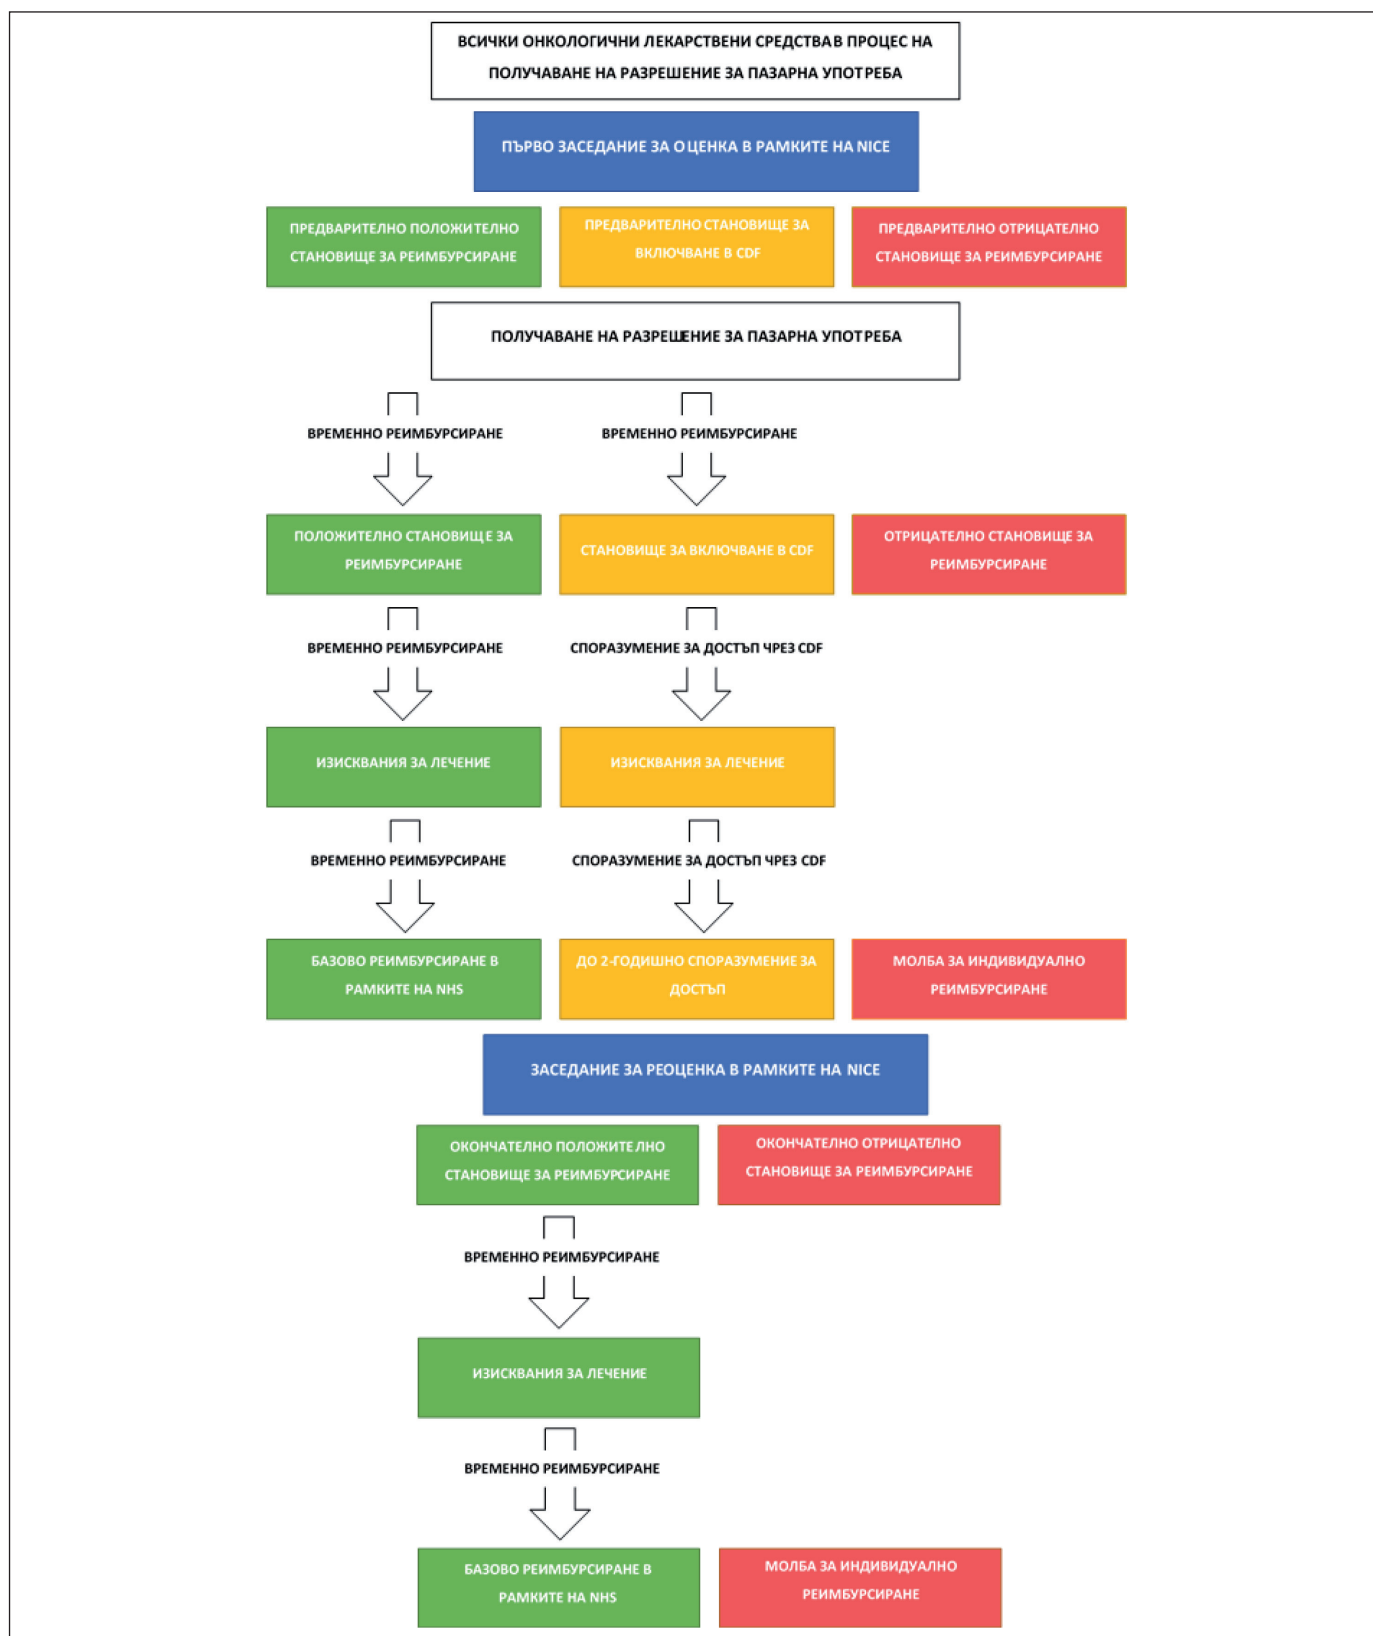 ВСИЧКИ ОНКОЛОГИЧНИ ЛЕКАРСТВЕНИ СРЕДСТВА В ПРОЦЕС НА
ПОЛУЧАВАНЕ НА РАЗРЕШЕНИЕ ЗА ПАЗАРНА УПОТРЕБА
ПЪРВО ЗАСЕДАНИЕ ЗА ОЦЕНКА В РАМКИТЕ НА NICE
ПРЕДВАРИТЕЛНО ПОЛОЖИТЕЛНО
СТАНОВИЩЕ ЗА РЕИМБУРСИРАНЕ
ПРЕДВАРИТЕЛНО СТАНОВИЩЕ ЗА
ВКЛЮЧВАНЕ В CDF
ПРЕДВАРИТЕЛНО ОТРИЦАТЕЛНО
СТАНОВИЩЕ ЗА РЕИМБУРСИРАНЕ
ПОЛУЧАВАНЕ НА РАЗРЕШЕНИЕ ЗА ПАЗАРНА УПОТРЕБА
ВРЕМЕННО РЕИМБУРСИРАНЕ
ВРЕМЕННО РЕИМБУРСИРАНЕ
ПОЛОЖИТЕЛНО СТАНОВИЩЕ ЗА
РЕИМБУРСИРАНЕ
СТАНОВИЩЕ ЗА ВКЛЮЧВАНЕ В CDF
ОТРИЦАТЕЛНО СТАНОВИЩЕ ЗА
РЕИМБУРСИРАНЕ
ВРЕМЕННО РЕИМБУРСИРАНЕ
СПОРАЗУМЕНИЕ ЗА ДОСТЪП ЧРЕЗ CDF
ИЗИСКВАНИЯ ЗА ЛЕЧЕНИЕ
ИЗИСКВАНИЯ ЗА ЛЕЧЕНИЕ
ВРЕМЕННО РЕИМБУРСИРАНЕ
СПОРАЗУМЕНИЕ ЗА ДОСТЪП ЧРЕЗ CDF
БАЗОВО РЕИМБУРСИРАНЕ В
РАМКИТЕ НА NHS
ДО 2-ГОДИШНО СПОРАЗУМЕНИЕ ЗА
ДОСТЪП
МОЛБА ЗА ИНДИВИДУАЛНО
РЕИМБУРСИРАНЕ
ЗАСЕДАНИЕ ЗА РЕОЦЕНКА В РАМКИТЕ НА NICE
ОКОНЧАТЕЛНО ПОЛОЖИТЕЛНО
СТАНОВИЩЕ ЗА РЕИМБУРСИРАНЕ
ОКОНЧАТЕЛНО ОТРИЦАТЕЛНО
СТАНОВИЩЕ ЗА РЕИМБУРСИРАНЕ
ВРЕМЕННО РЕИМБУРСИРАНЕ
ИЗИСКВАНИЯ ЗА ЛЕЧЕНИЕ
ВРЕМЕННО РЕИМБУРСИРАНЕ
БАЗОВО РЕИМБУРСИРАНЕ В
РАМКИТЕ НА NHS
МОЛБА ЗА ИНДИВИДУАЛНО
РЕИМБУРСИРАНЕ